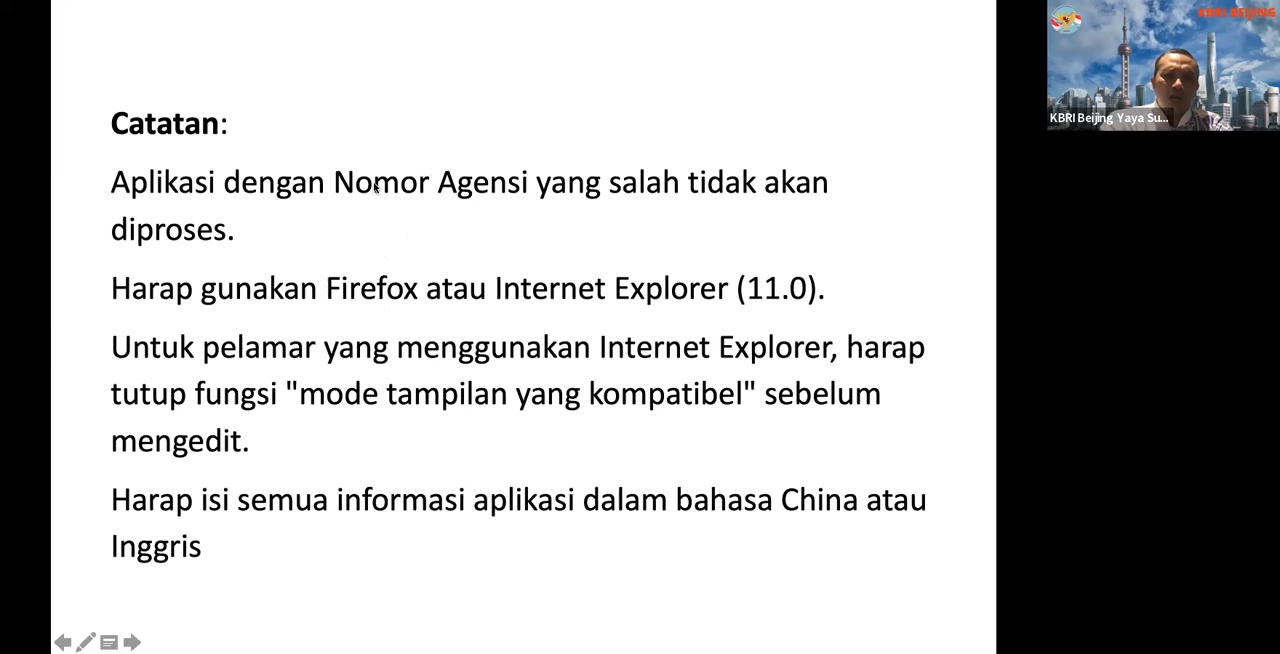 Catatan:
Aplikasi dengan Nomor Agensi yang salah tidak akan
diproses.
Harap gunakan Firefox atau Internet Explorer (11.0).
Untuk pelamar yang menggunakan Internet Explorer, harap
tutup fungsi "mode tampilan yang kompatibel" sebelum
mengedit.
Harap isi semua informasi aplikasi dalam bahasa China atau
Inggris
KBRI BEIJING
KBRI Beijing Yaya Su...